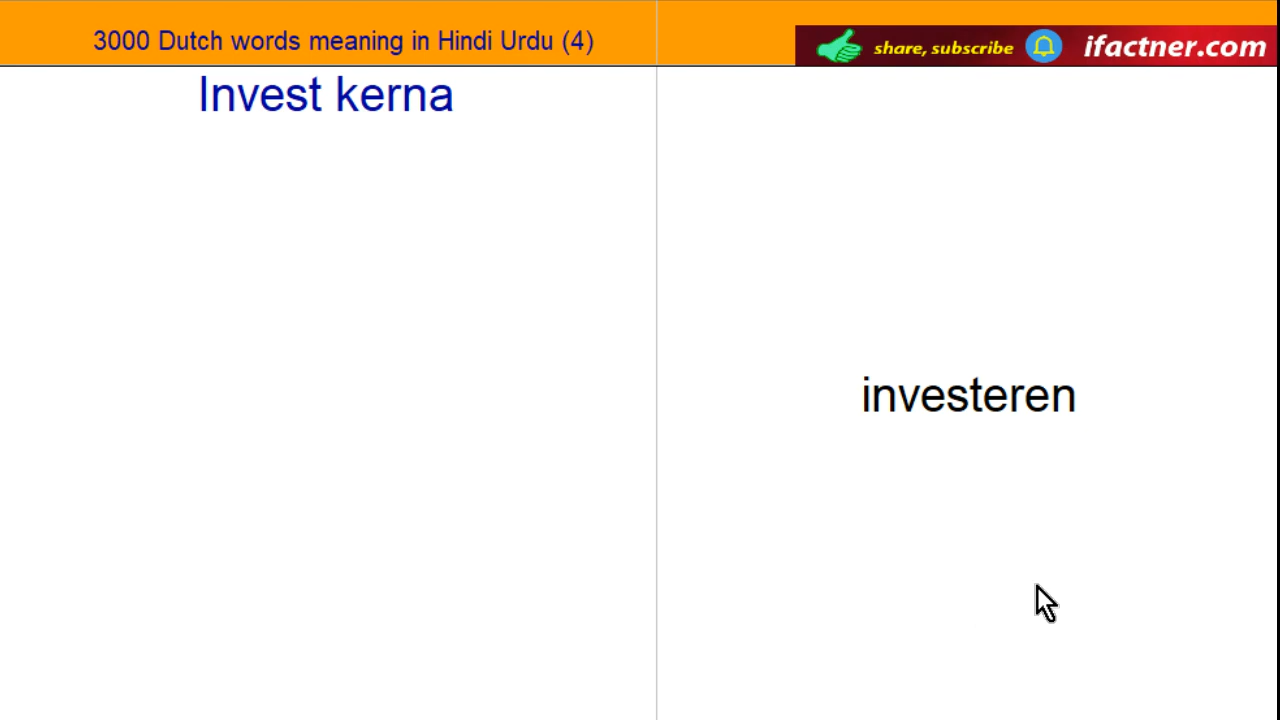 3000 Dutch words meaning in Hindi Urdu (4)
share, subscribe
ifactner.com
Invest kerna
investeren